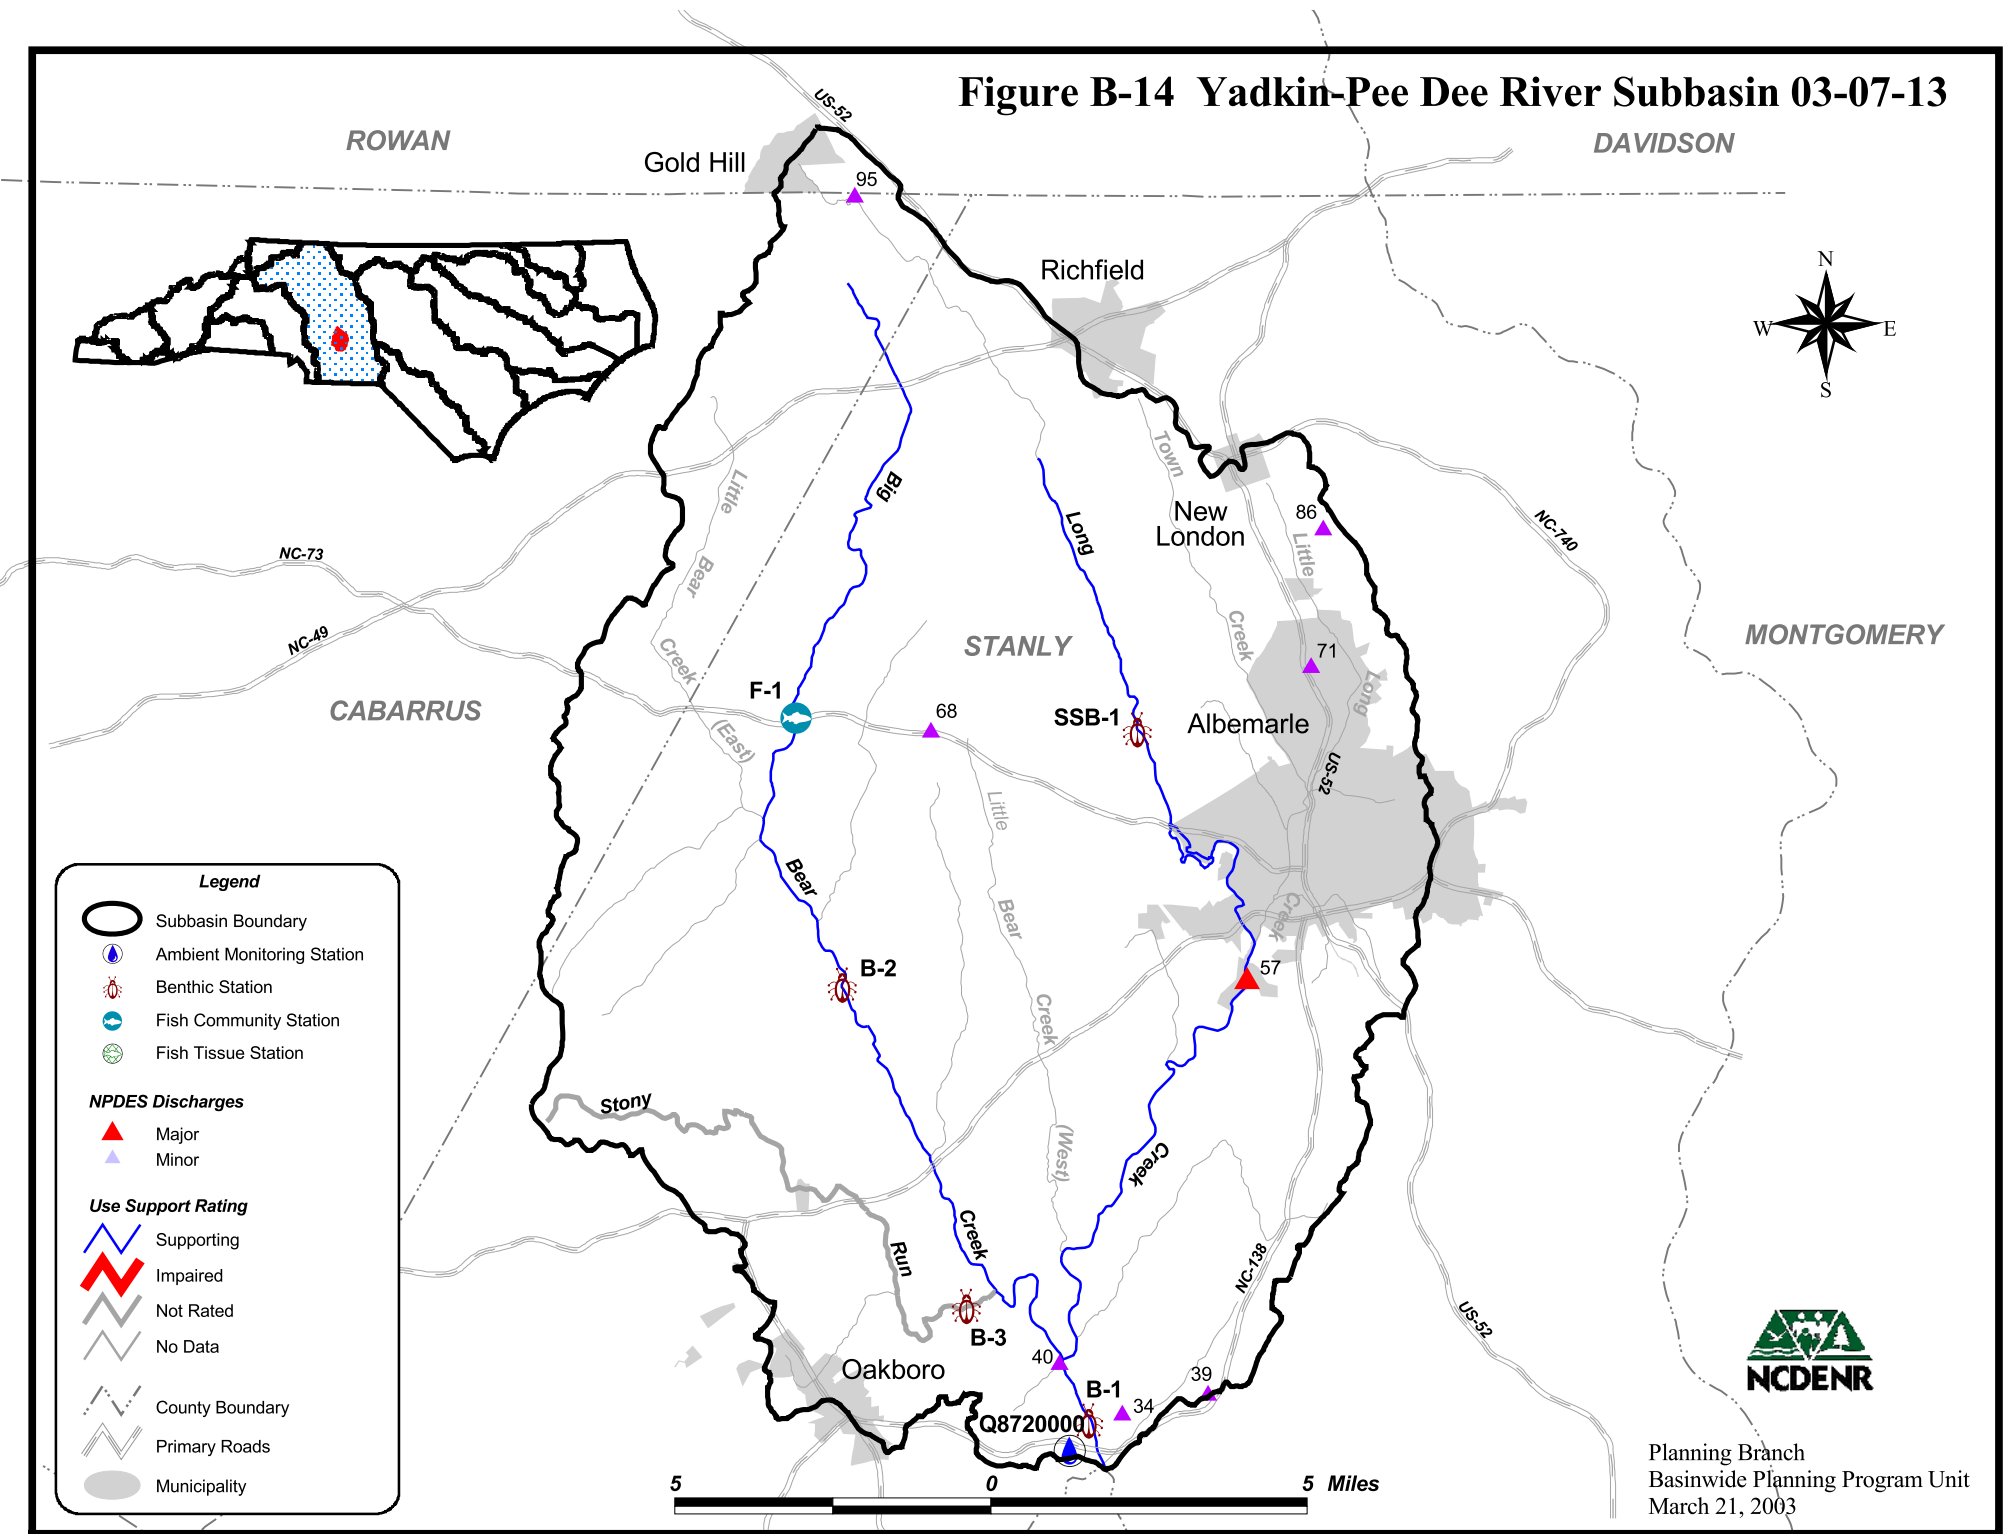 Figure B-14 Yadkin-Pee Dee River Subbasin 03-07-13
US-52
ROWAN
DAVIDSON
Gold Hill
95
Richfield
N
W
E
S
Town
Little
Big
Long
New
London
86
NC-740
Little
NC-73
Bear
NC-49
Creek
Creek
STANLY
MONTGOMERY
71
F-1
CABARRUS
68
SSB-1
Albemarle
Long
(East)
US-52
Little
Bear
Bear
Creek
B-2
57
Creek
Legend
Subbasin Boundary
Ambient Monitoring Station
Benthic Station
Fish Community Station
Fish Tissue Station
NPDES Discharges
Major
Minor
Use Support Rating
Supporting
Impaired
Not Rated
No Data
County Boundary
Primary Roads
Municipality
Stony
(West)
Creek
Creek
Run
NC-138
US-52
B-3
40
Oakboro
B-1
39
34
Q8720000
NCDENR
5
0
5 Miles
Planning Branch
Basinwide Planning Program Unit
March 21, 2003